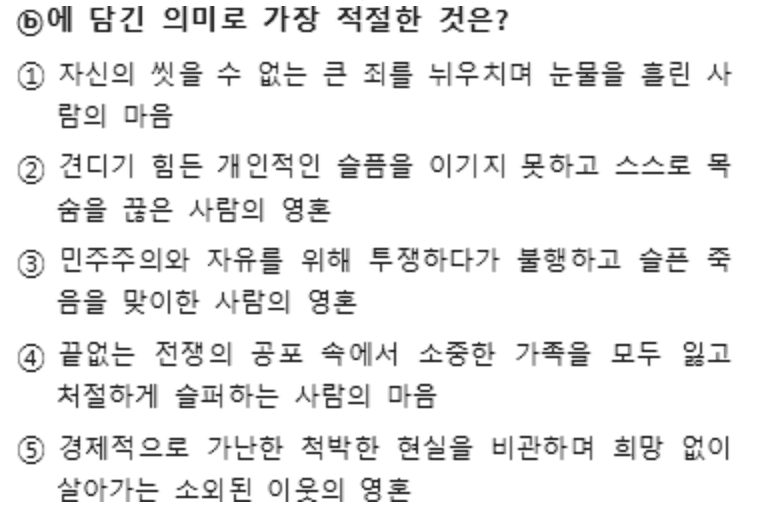 ⓑ에 담긴 의미로 가장 적절한 것은?
① 자신의 씻을 수 없는 큰 죄를 뉘우치며 눈물을 흘린 사
람의 마음
② 견디기 힘든 개인적인 슬픔을 이기지 못하고 스스로 목
숨을 끊은 사람의 영혼
③ 민주주의와 자유를 위해 투쟁하다가 불행하고 슬픈 죽
음을 맞이한 사람의 영혼
④ 끝없는 전쟁의 공포 속에서 소중한 가족을 모두 잃고
처절하게 슬퍼하는 사람의 마음
⑤ 경제적으로 가난한 척박한 현실을 비관하며 희망 없이
살아가는 소외된 이웃의 영혼